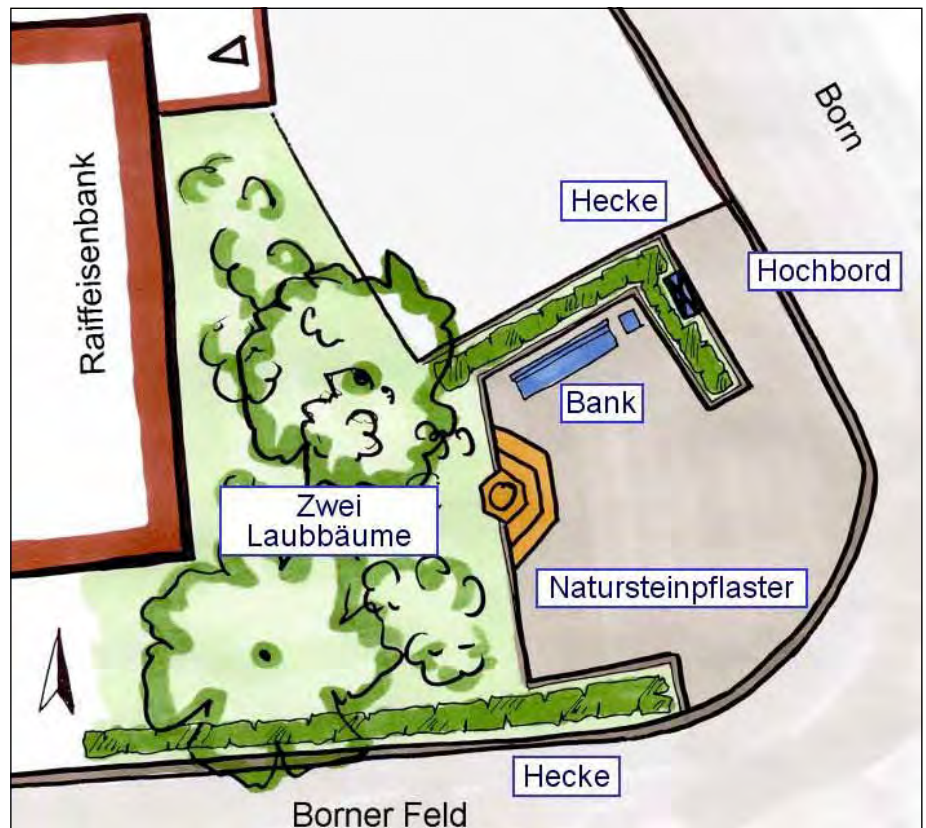 Raiffeisenbank
Born
Hecke
Hochbord
Bank
Zwei
Laubbäume
Natursteinpflaster
Hecke
Borner Feld